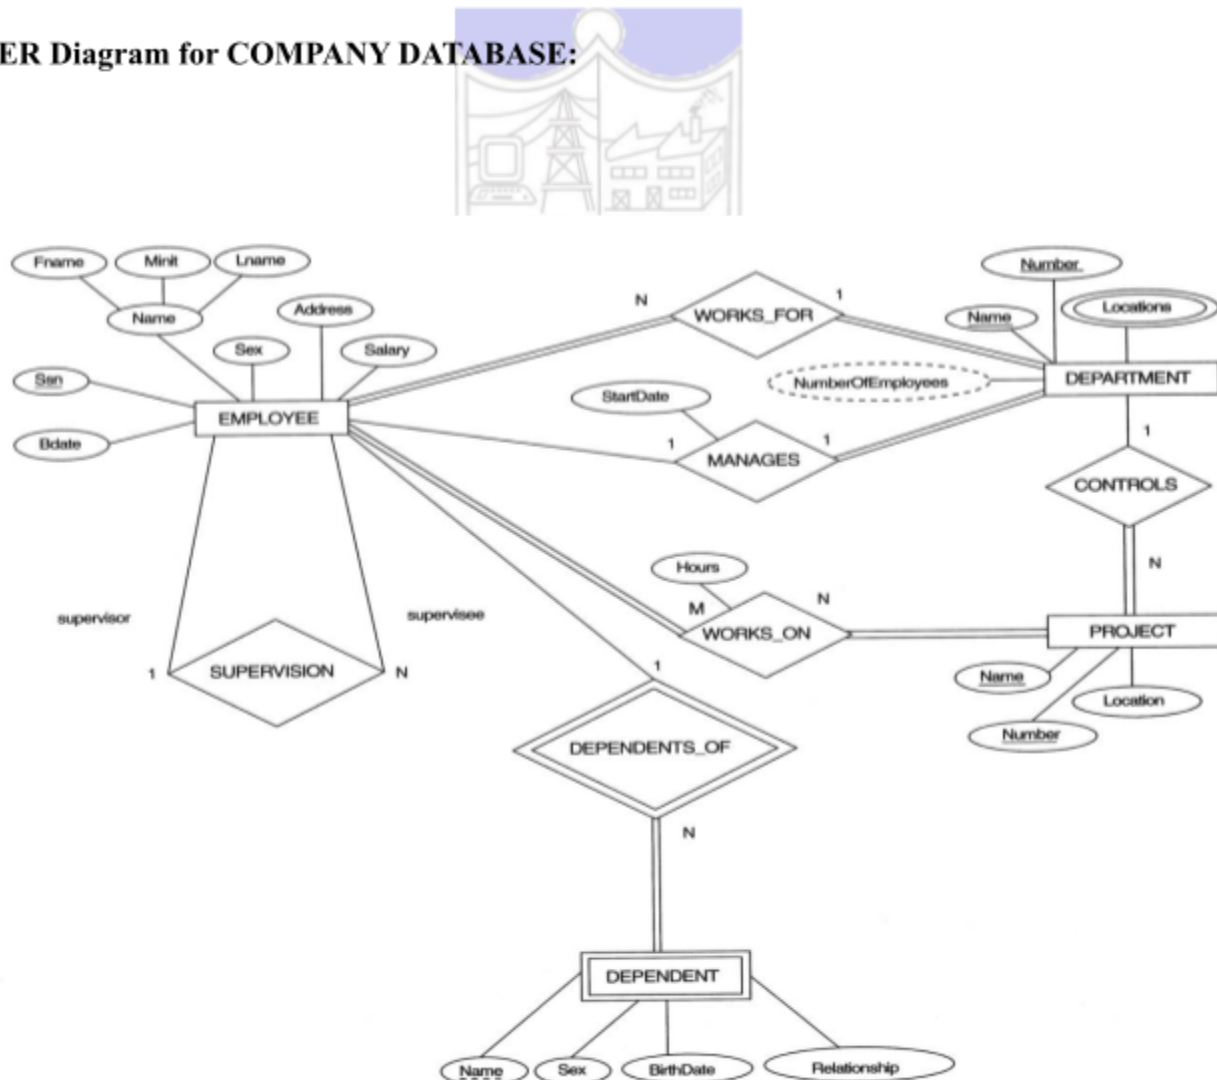 ER Diagram for COMPANY DATABASE:
Fname
Minit
Lname
Name
Address
Sex
Salary
Ssn
Bdate
EMPLOYEE
N
WORKS_FOR
1
Number
Name
Locations
NumberOfEmployees
DEPARTMENT
StartDate
1
MANAGES
1
1
CONTROLS
N
Hours
M
N
WORKS_ON
PROJECT
Name
Location
Number
supervisor
supervisee
1
SUPERVISION
N
1
DEPENDENTS_OF
N
DEPENDENT
Name
Sex
BirthDate
Relationship